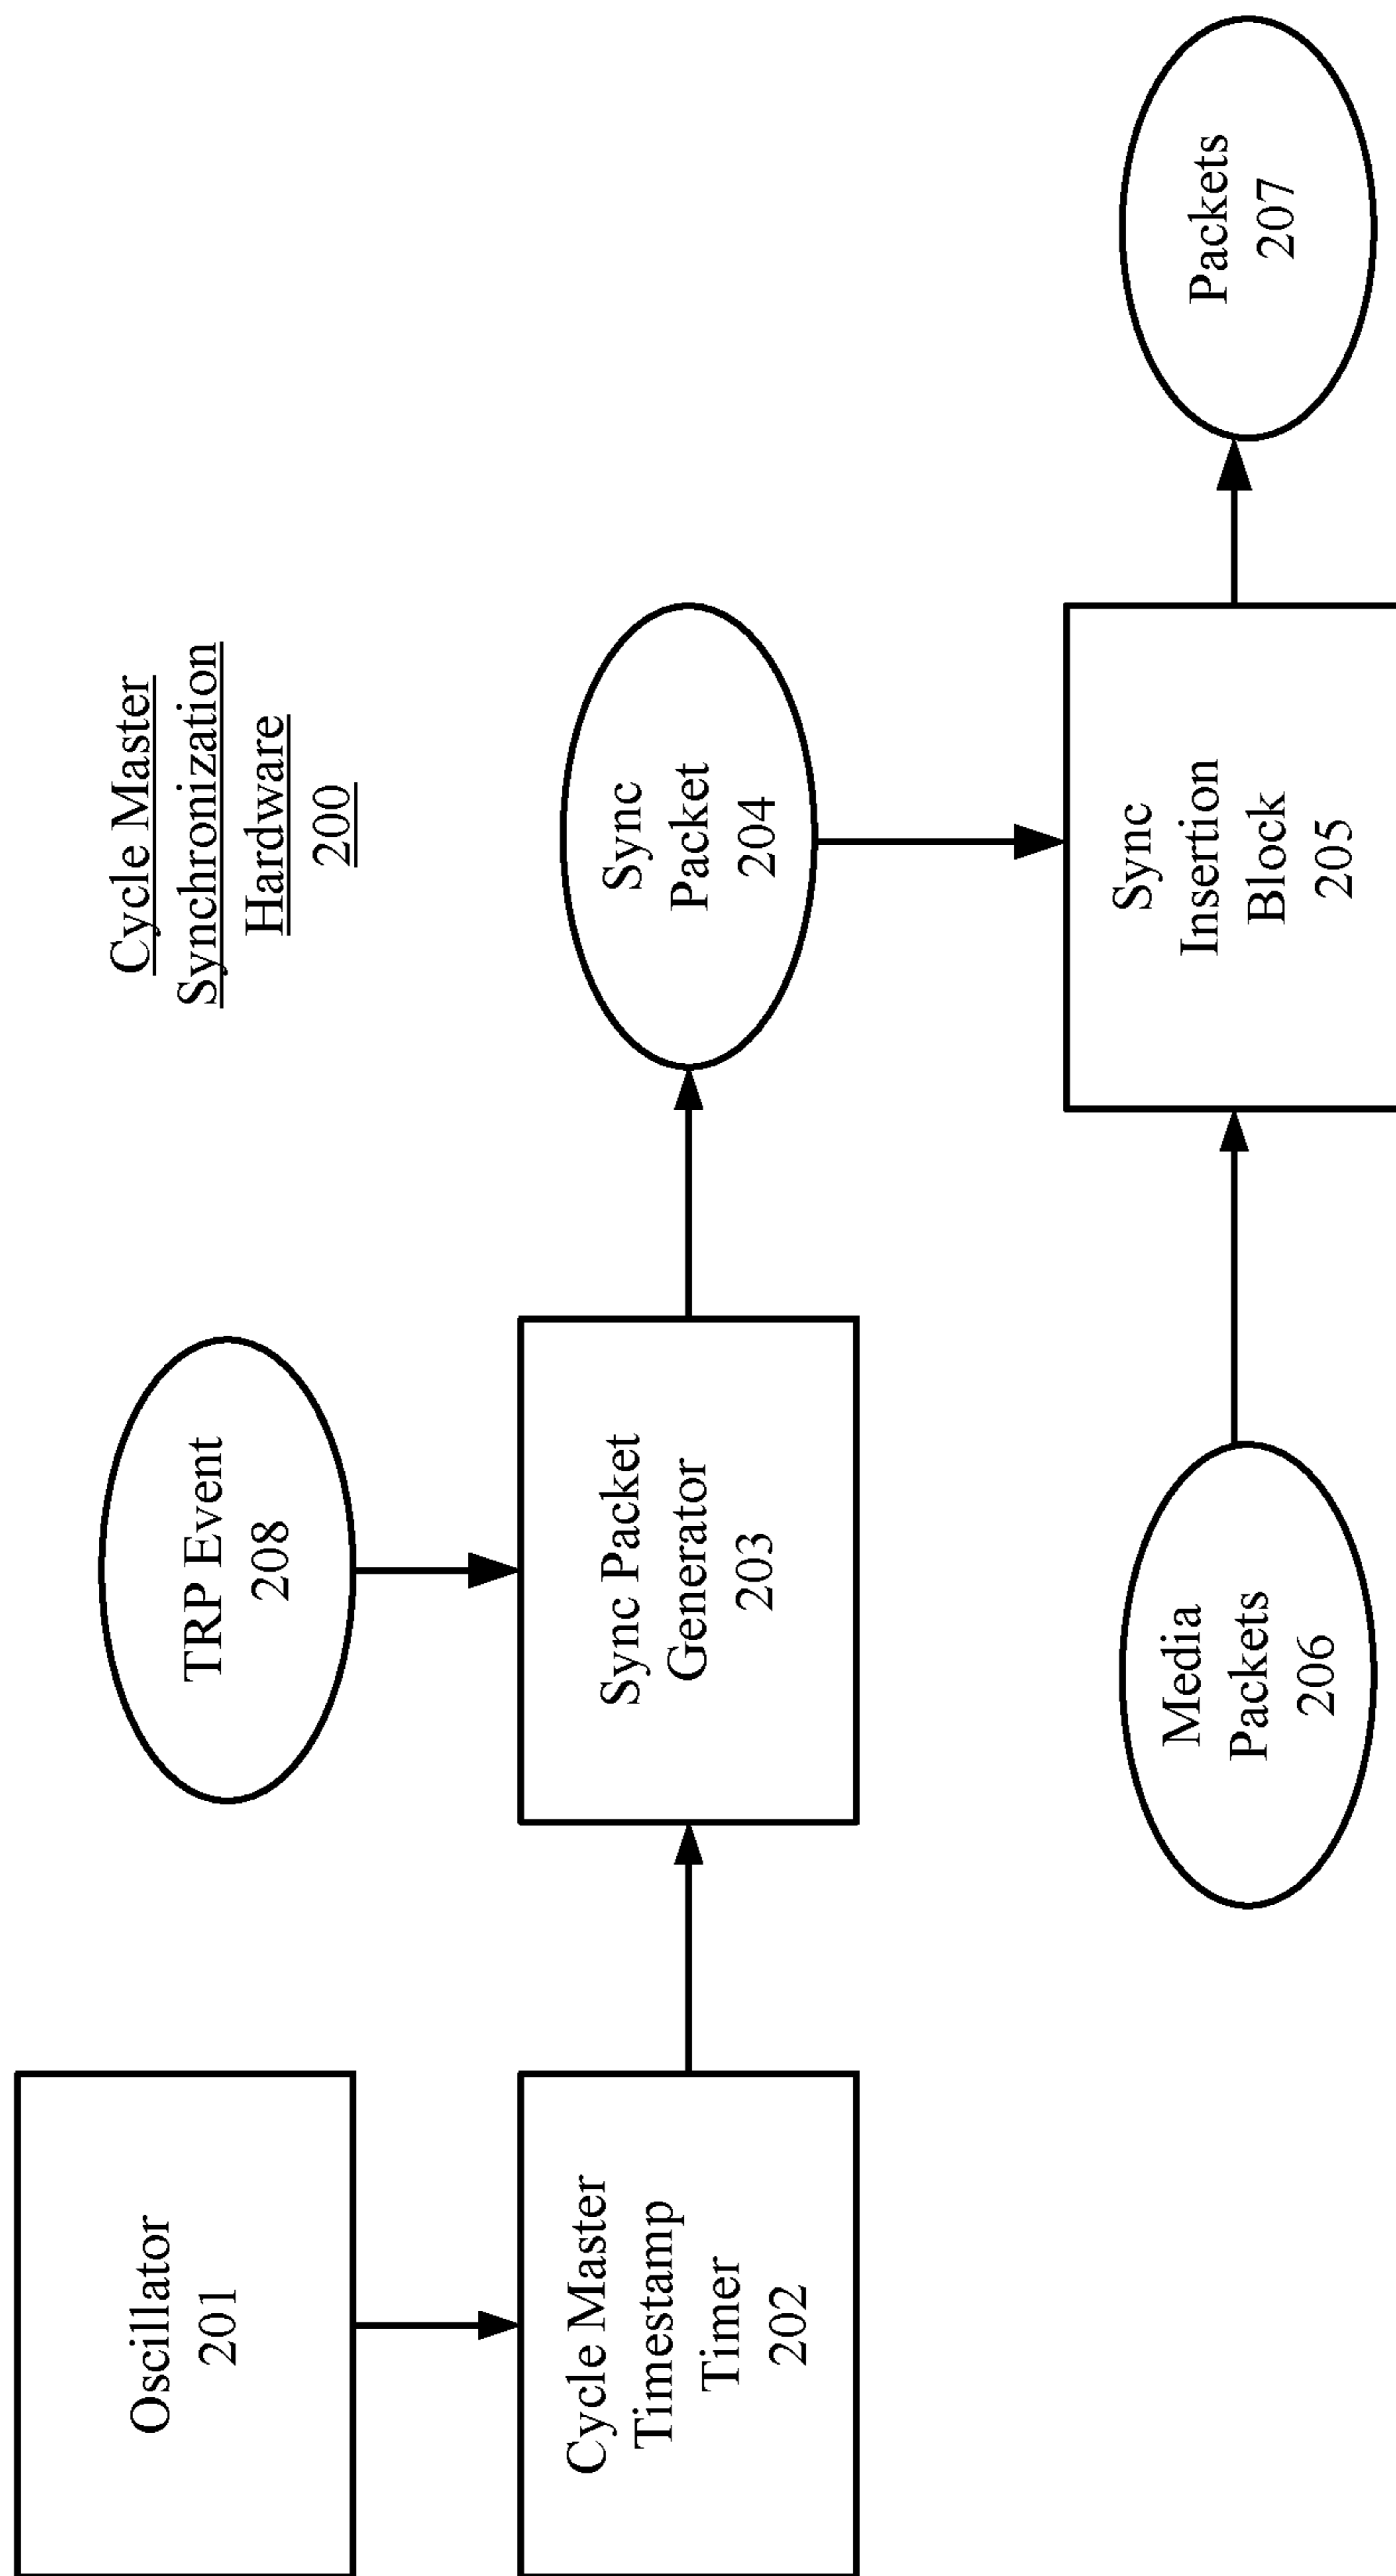 Cycle Master
Synchronization
Hardware
200
Oscillator
201
TRP Event
208
Cycle Master
Timestamp
Timer
202
Sync Packet
Generator
203
Sync
Packet
204
Media
Packets
206
Sync
Insertion
Block
205
Packets
207